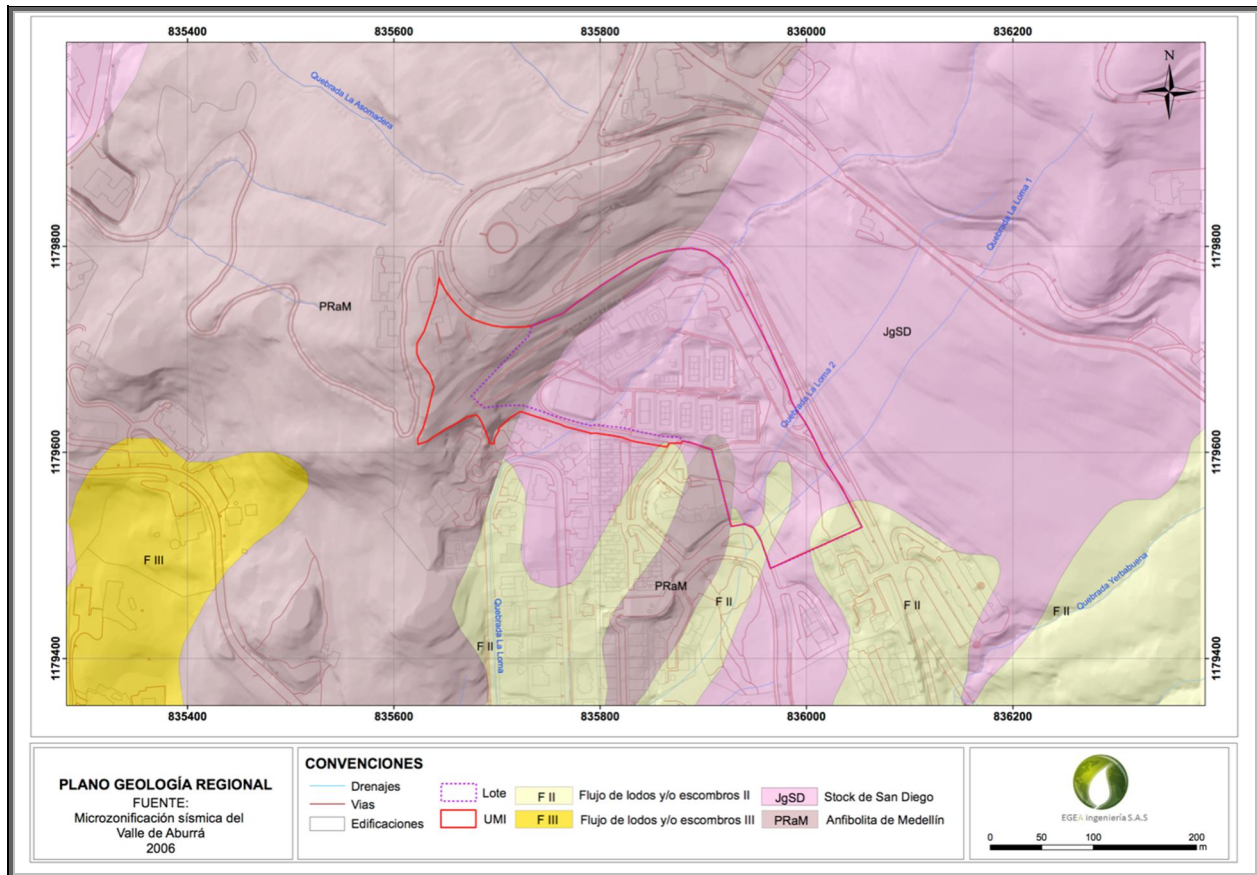 835400 835600 835800 836000 836200
N
Quebrada La Asomadera
Quebrada La Loma 1
1179800 1179800
PRaM
JgSD
Quebrada La Loma 2
1179600 1179600
F III
Quebrada Yerbabuena
PRaM
F II
F II
F II
Quebrada La Loma
F II
1179400 1179400
835400 835600 835800 836000 836200
PLANO GEOLOGÍA REGIONAL
FUENTE:
Microzonificación sísmica del
Valle de Aburrá
2006
CONVENCIONES
Drenajes
Vias
Edificaciones
Lote
UMI
F II Flujo de lodos y/o escombros II
F III Flujo de lodos y/o escombros III
JgSD Stock de San Diego
PRaM Anfibolita de Medellín
EGEA ingeniería S.A.S
0 50 100 200
m